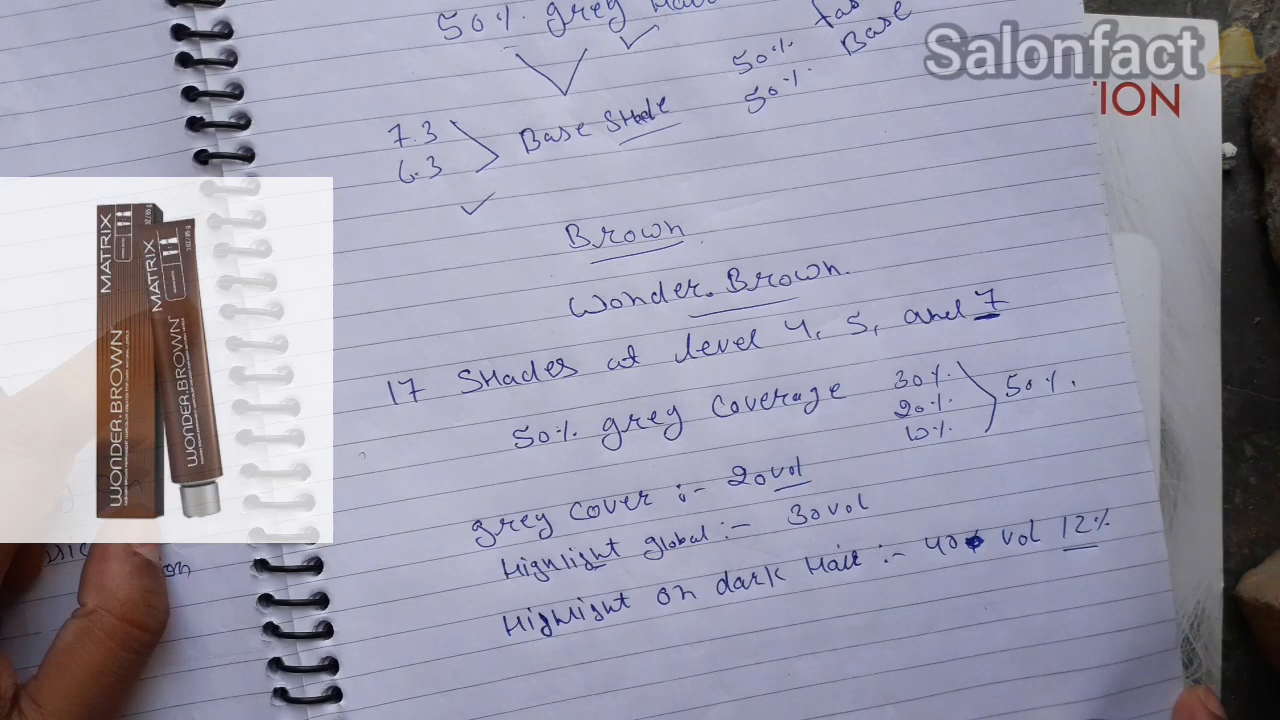 50% grey Hair
50% fas
50% Base
7.3
6.3
Base SHade
Brown
Wonder.Brown.
17 SHades at level 4, 5, and 7
50% grey coverage
30%
20%
10%
50%.
grey cover :- 20vol
Highlight global :- 30vol
Highlight on dark Hair :- 40 vol 12%
Salonfact
ION
MATRIX
WONDER.BROWN
MATRIX
WONDER.BROWN